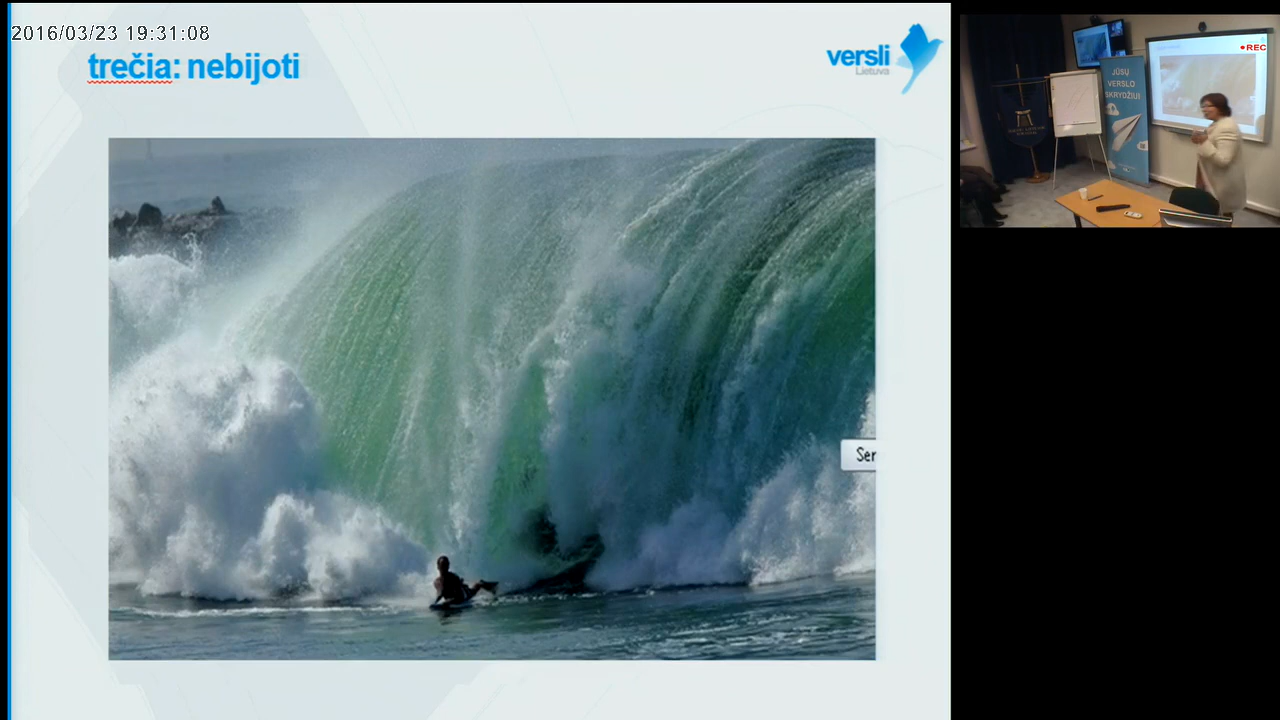 2016/03/23 19:31:08
trečia: nebijoti
versli
Lietuva
Ser
REC
JŪSŲ
VERSLO
SKRYDŽIUI